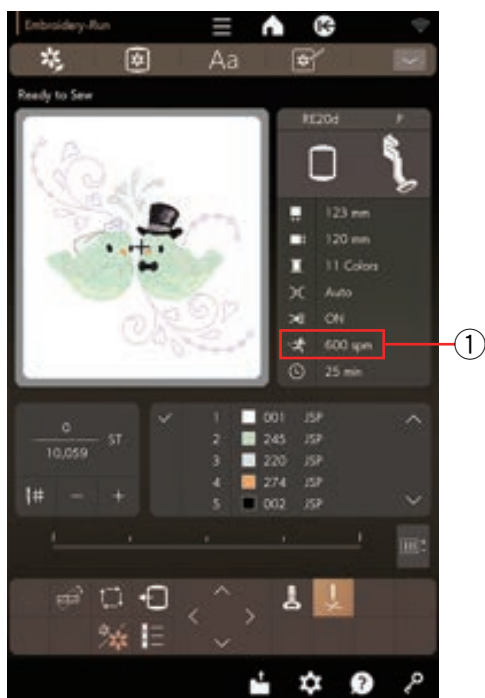 Embroidery-Run
Aa
Ready to Sew
RE20d P
123 mm
120 mm
11 Colors
Auto
ON
600 spm
①
25 min
0
10,059
ST
1#
- +
1 001 JSP
2 245 JSP
3 220 JSP
4 274 JSP
5 002 JSP
?